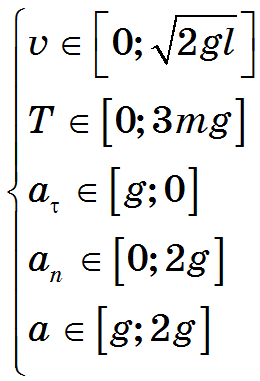 υ ∈ [0; √2gl]
T ∈ [0; 3mg]
a_τ ∈ [g; 0]
a_n ∈ [0; 2g]
a ∈ [g; 2g]